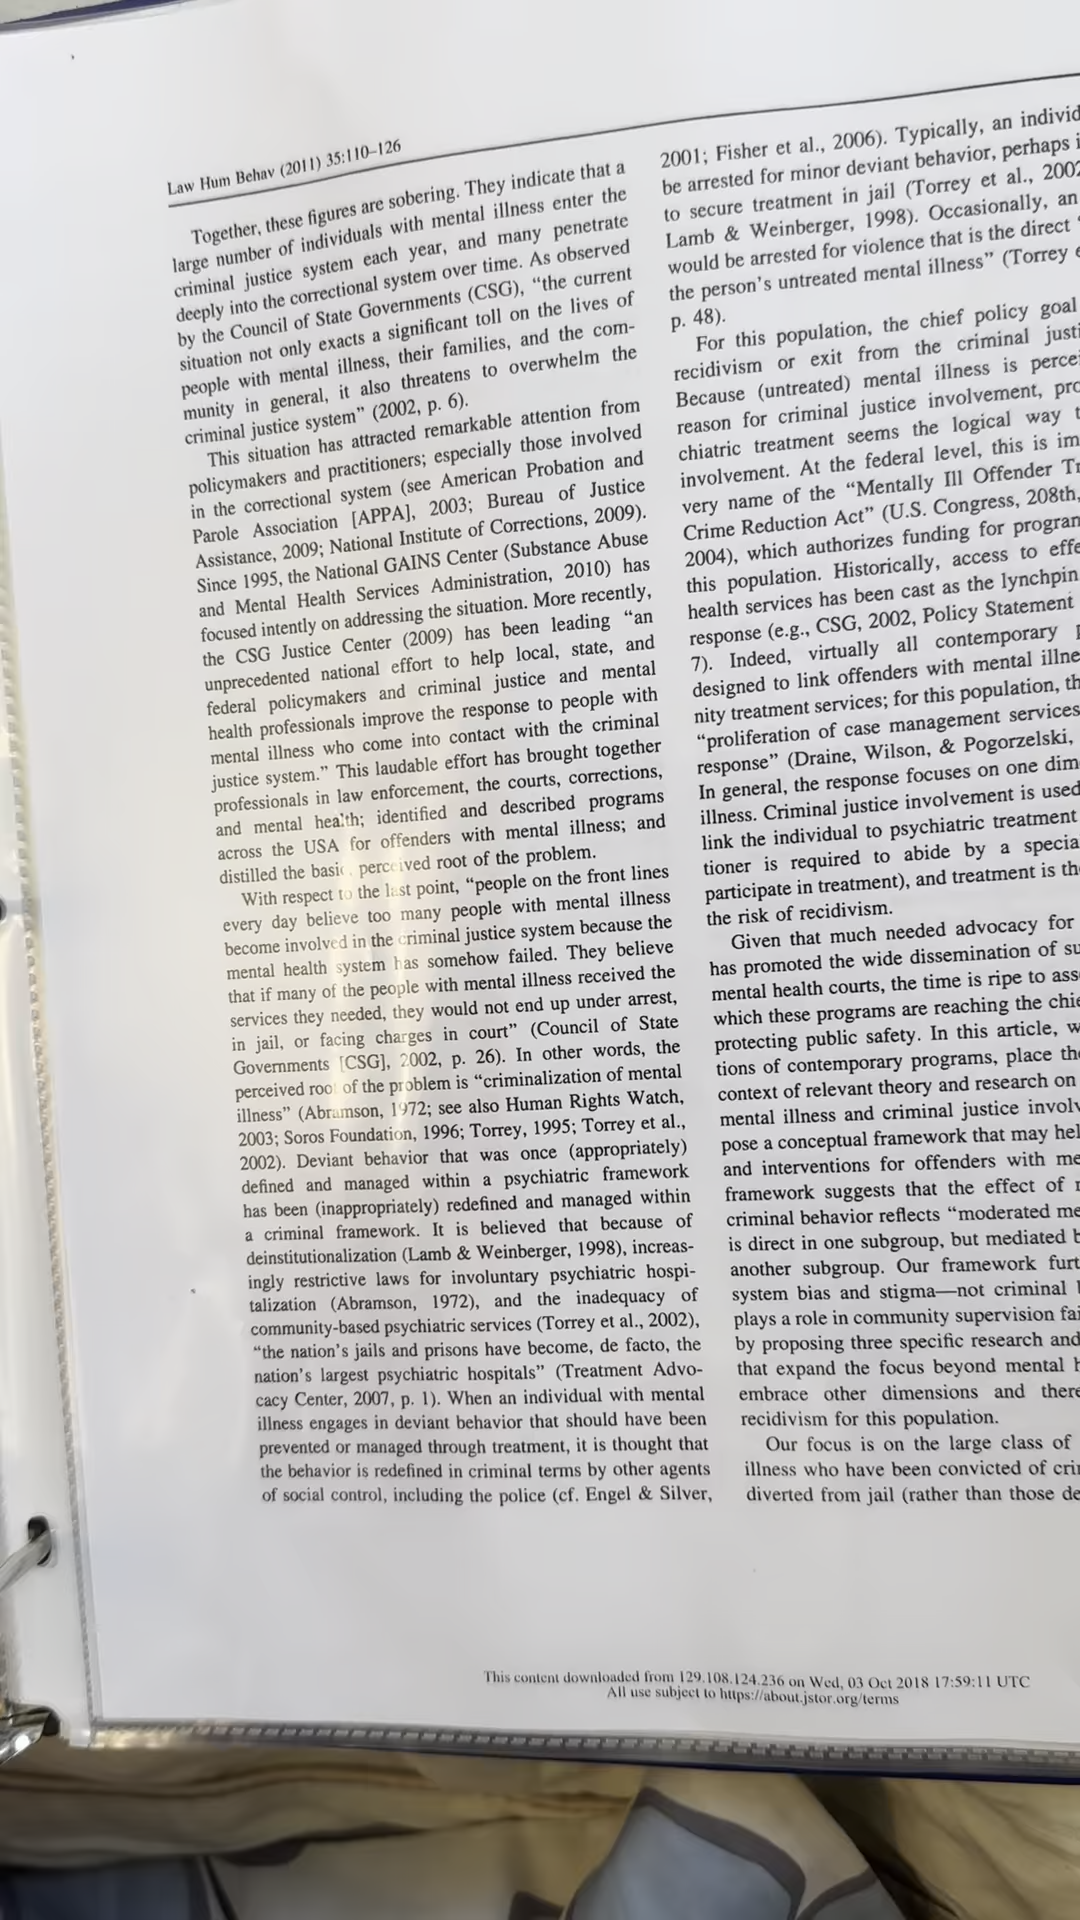 Law Hum Behav (2011) 35:110–126
Together, these figures are sobering. They indicate that a
large number of individuals with mental illness enter the
criminal justice system each year, and many penetrate
deeply into the correctional system over time. As observed
by the Council of State Governments (CSG), “the current
situation not only exacts a significant toll on the lives of
people with mental illness, their families, and the com-
munity in general, it also threatens to overwhelm the
criminal justice system” (2002, p. 6).
This situation has attracted remarkable attention from
policymakers and practitioners; especially those involved
in the correctional system (see American Probation and
Parole Association [APPA], 2003; Bureau of Justice
Assistance, 2009; National Institute of Corrections, 2009).
Since 1995, the National GAINS Center (Substance Abuse
and Mental Health Services Administration, 2010) has
focused intently on addressing the situation. More recently,
the CSG Justice Center (2009) has been leading “an
unprecedented national effort to help local, state, and
federal policymakers and criminal justice and mental
health professionals improve the response to people with
mental illness who come into contact with the criminal
justice system.” This laudable effort has brought together
professionals in law enforcement, the courts, corrections,
and mental health; identified and described programs
across the USA for offenders with mental illness; and
distilled the basic, perceived root of the problem.
With respect to the last point, “people on the front lines
every day believe too many people with mental illness
become involved in the criminal justice system because the
mental health system has somehow failed. They believe
that if many of the people with mental illness received the
services they needed, they would not end up under arrest,
in jail, or facing charges in court” (Council of State
Governments [CSG], 2002, p. 26). In other words, the
perceived root of the problem is “criminalization of mental
illness” (Abramson, 1972; see also Human Rights Watch,
2003; Soros Foundation, 1996; Torrey, 1995; Torrey et al.,
2002). Deviant behavior that was once (appropriately)
defined and managed within a psychiatric framework
has been (inappropriately) redefined and managed within
a criminal framework. It is believed that because of
deinstitutionalization (Lamb & Weinberger, 1998), increas-
ingly restrictive laws for involuntary psychiatric hospi-
talization (Abramson, 1972), and the inadequacy of
community-based psychiatric services (Torrey et al., 2002),
“the nation’s jails and prisons have become, de facto, the
nation’s largest psychiatric hospitals” (Treatment Advo-
cacy Center, 2007, p. 1). When an individual with mental
illness engages in deviant behavior that should have been
prevented or managed through treatment, it is thought that
the behavior is redefined in criminal terms by other agents
of social control, including the police (cf. Engel & Silver,
2001; Fisher et al., 2006). Typically, an individ
be arrested for minor deviant behavior, perhaps i
to secure treatment in jail (Torrey et al., 2002
Lamb & Weinberger, 1998). Occasionally, an
would be arrested for violence that is the direct “
the person’s untreated mental illness” (Torrey e
p. 48).
For this population, the chief policy goal
recidivism or exit from the criminal justi
Because (untreated) mental illness is percei
reason for criminal justice involvement, pro
chiatric treatment seems the logical way t
involvement. At the federal level, this is im
very name of the “Mentally Ill Offender Tr
Crime Reduction Act” (U.S. Congress, 208th,
2004), which authorizes funding for program
this population. Historically, access to effe
health services has been cast as the lynchpin
response (e.g., CSG, 2002, Policy Statement
7). Indeed, virtually all contemporary p
designed to link offenders with mental illne
nity treatment services; for this population, th
“proliferation of case management services
response” (Draine, Wilson, & Pogorzelski,
In general, the response focuses on one dim
illness. Criminal justice involvement is used
link the individual to psychiatric treatment
tioner is required to abide by a specia
participate in treatment), and treatment is th
the risk of recidivism.
Given that much needed advocacy for
has promoted the wide dissemination of su
mental health courts, the time is ripe to ass
which these programs are reaching the chie
protecting public safety. In this article, w
tions of contemporary programs, place the
context of relevant theory and research on
mental illness and criminal justice involv
pose a conceptual framework that may hel
and interventions for offenders with me
framework suggests that the effect of
criminal behavior reflects “moderated me
is direct in one subgroup, but mediated b
another subgroup. Our framework furt
system bias and stigma—not criminal
plays a role in community supervision fai
by proposing three specific research and
that expand the focus beyond mental h
embrace other dimensions and there
recidivism for this population.
Our focus is on the large class of
illness who have been convicted of crim
diverted from jail (rather than those de
This content downloaded from 129.108.124.236 on Wed, 03 Oct 2018 17:59:11 UTC
All use subject to https://about.jstor.org/terms